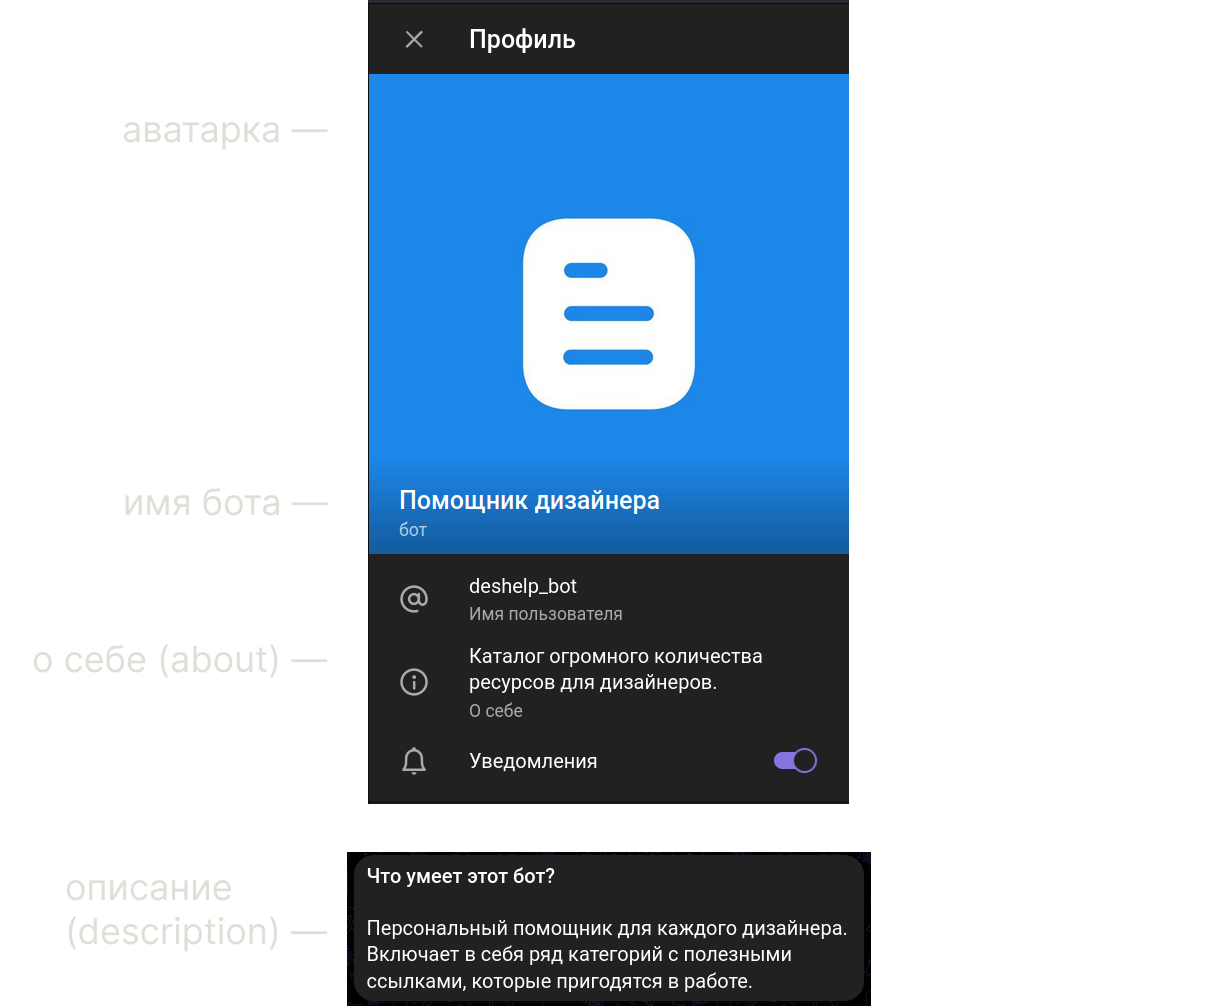 Профиль
аватарка —
имя бота —
Помощник дизайнера
бот
deshelp_bot
Имя пользователя
о себе (about) —
Каталог огромного количества
ресурсов для дизайнеров.
О себе
Уведомления
описание
(description) —
Что умеет этот бот?
Персональный помощник для каждого дизайнера.
Включает в себя ряд категорий с полезными
ссылками, которые пригодятся в работе.